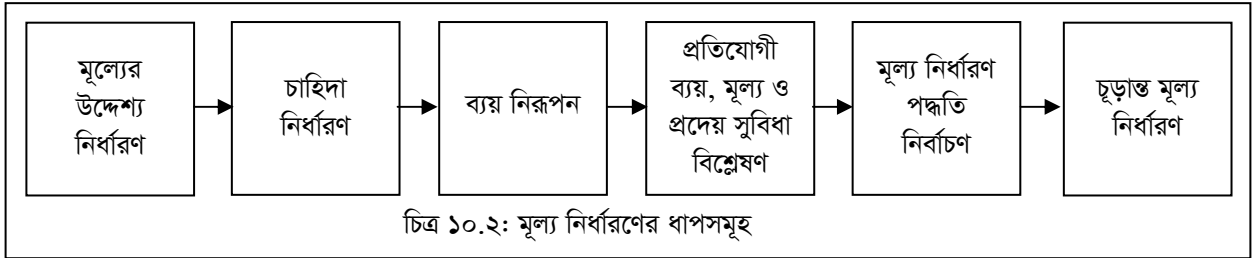 মূল্যের
উদ্দেশ্য
নির্ধারণ
চাহিদা
নির্ধারণ
ব্যয় নিরূপন
প্রতিযোগী
ব্যয়, মূল্য ও
প্রদেয় সুবিধা
বিশ্লেষণ
মূল্য নির্ধারণ
পদ্ধতি
নির্বাচণ
চূড়ান্ত মূল্য
নির্ধারণ
চিত্র ১০.২: মূল্য নির্ধারণের ধাপসমূহ